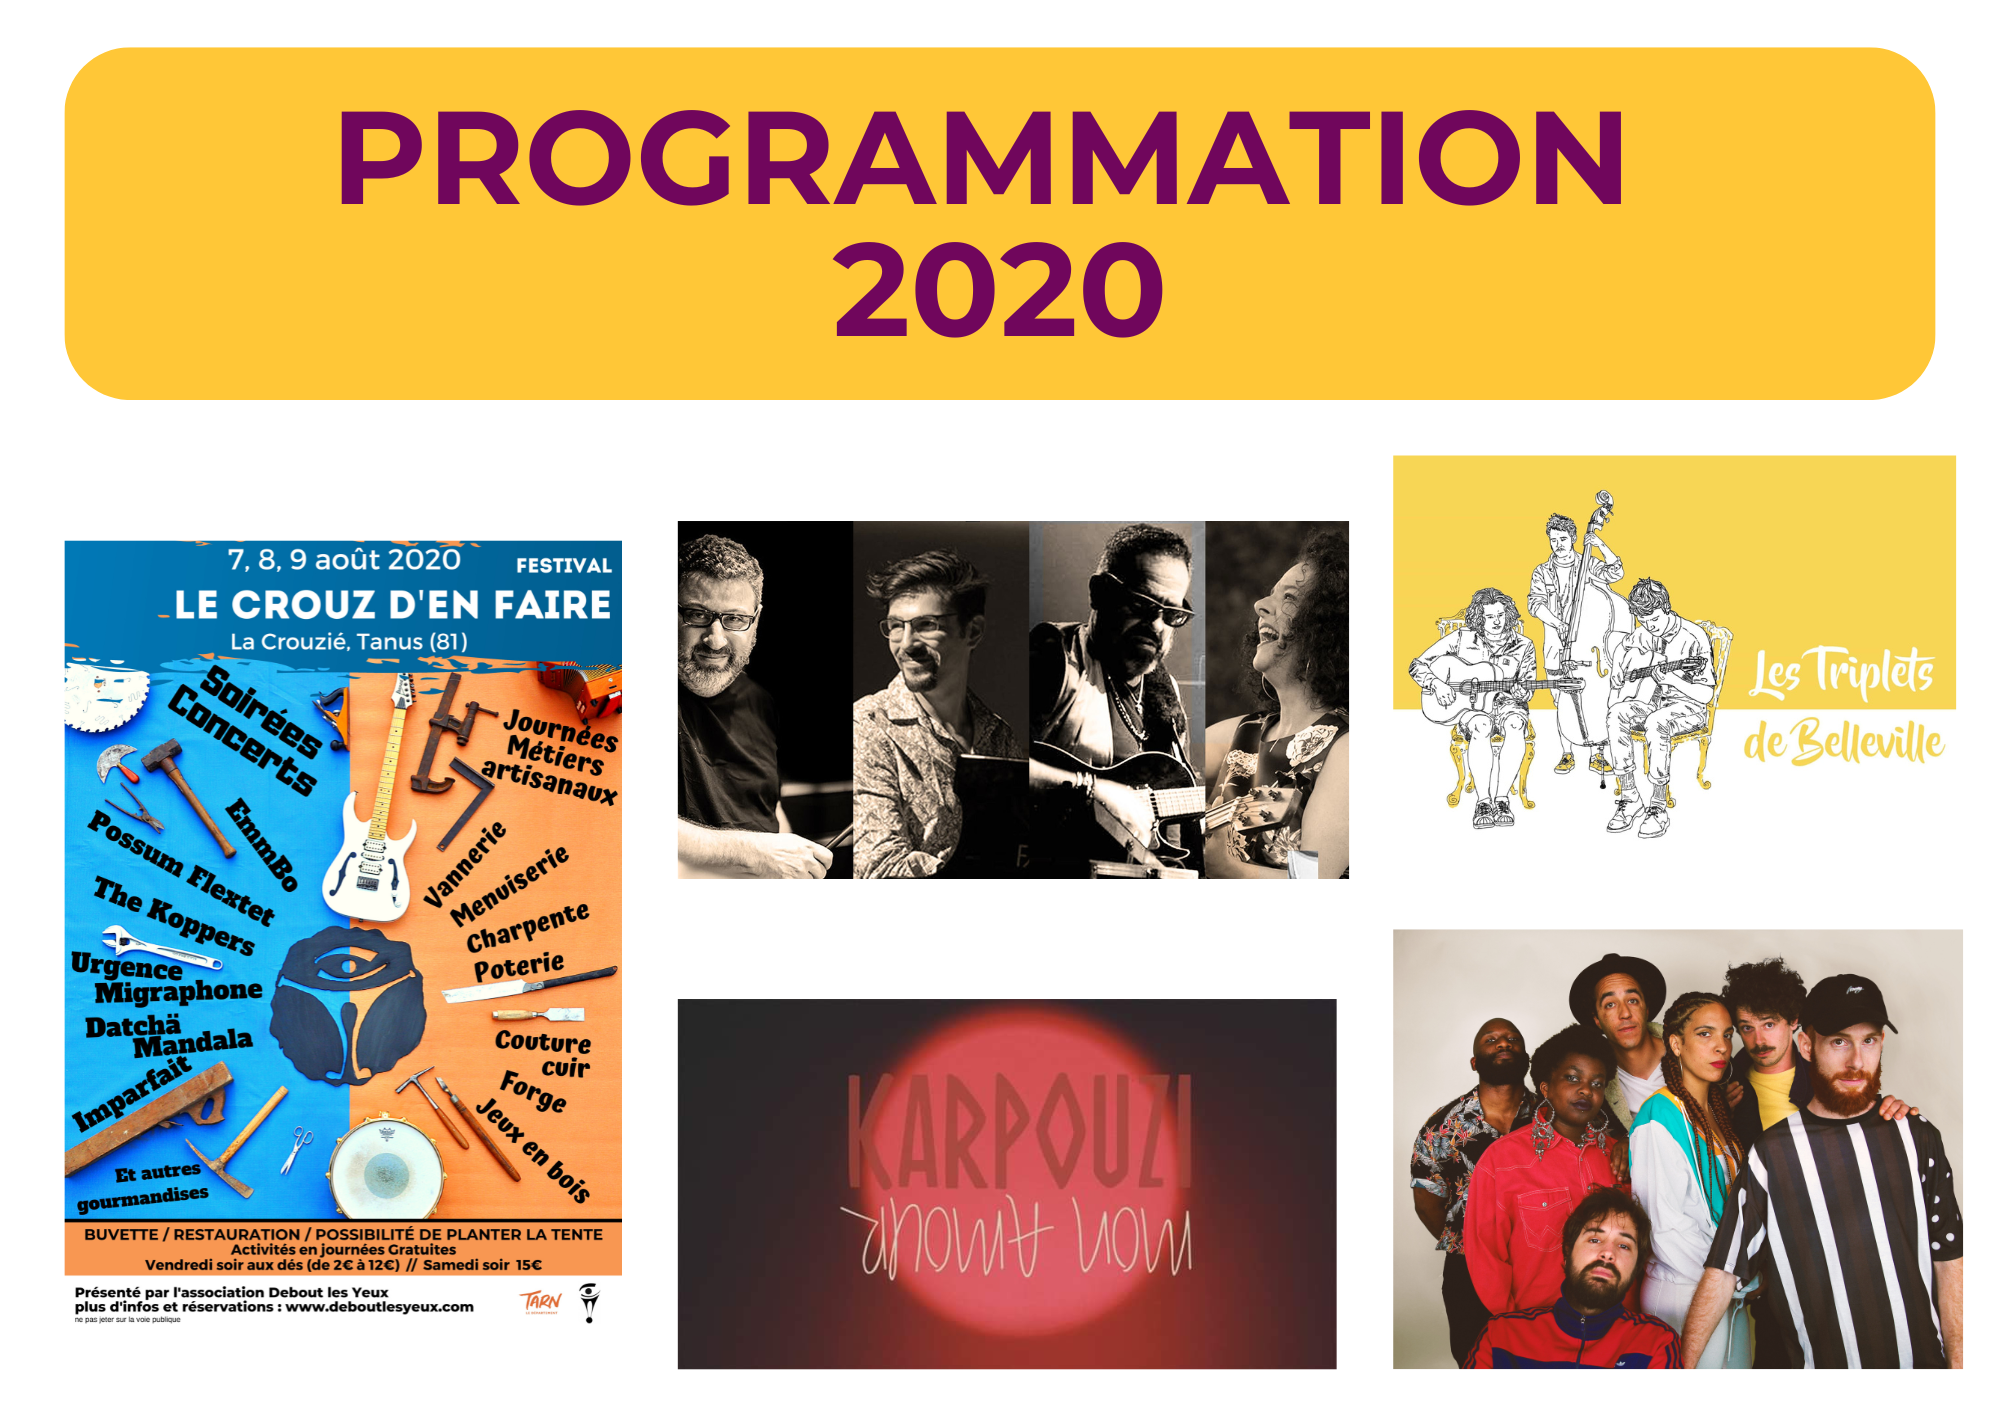 PROGRAMMATION
2020
7, 8, 9 août 2020
FESTIVAL
LE CROUZ D'EN FAIRE
La Crouzié, Tanus (81)
Soirées
Concerts
EmmBo
Possum Flextet
The Koppers
Urgence
Migraphone
Datchä
Mandala
Imparfait
Et autres
gourmandises
Journées
Métiers
artisanaux
Vannerie
Menuiserie
Charpente
Poterie
Couture
cuir
Forge
Jeux en bois
BUVETTE / RESTAURATION / POSSIBILITÉ DE PLANTER LA TENTE
Activités en journées Gratuites
Vendredi soir aux dés (de 2€ à 12€) // Samedi soir 15€
Présenté par l'association Debout les Yeux
plus d'infos et réservations : www.deboutlesyeux.com
ne pas jeter sur la voie publique
TARN
KARPOUZI
mon Amour
Les Triplets
de Belleville